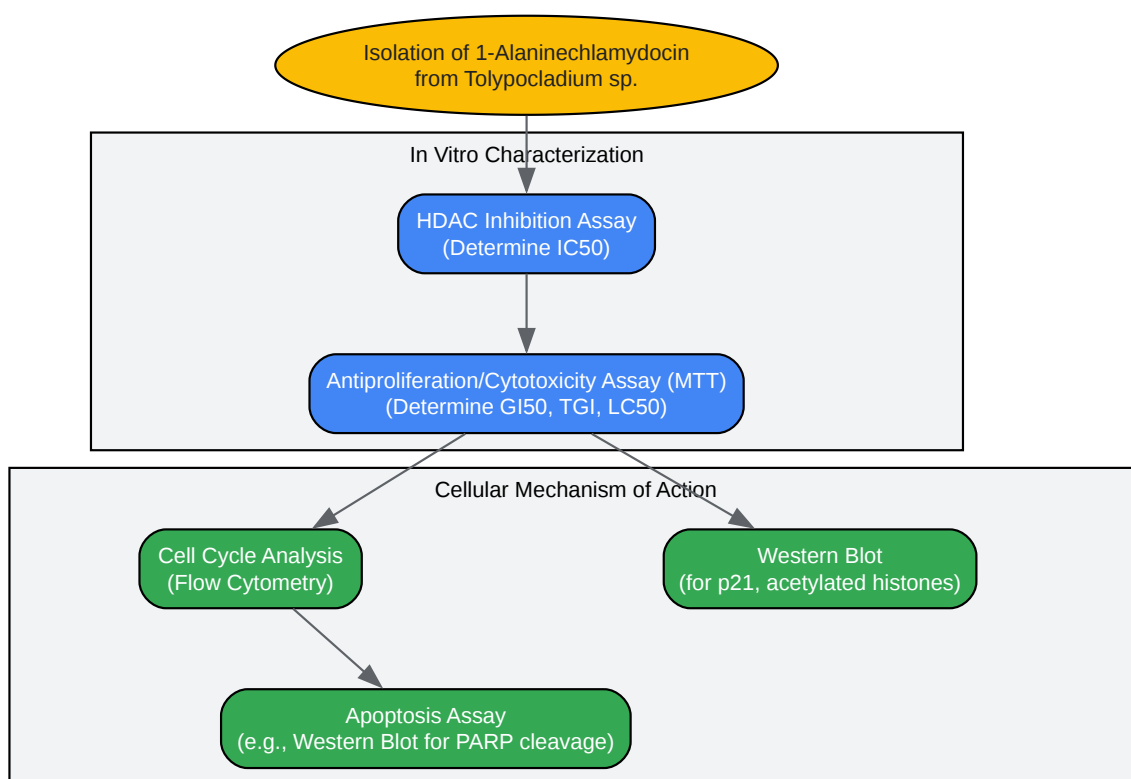 Isolation of 1-Alaninechlamydocin
from Tolypocladium sp.
In Vitro Characterization
HDAC Inhibition Assay
(Determine IC50)
Antiproliferation/Cytotoxicity Assay (MTT)
(Determine GI50, TGI, LC50)
Cellular Mechanism of Action
Cell Cycle Analysis
(Flow Cytometry)
Western Blot
(for p21, acetylated histones)
Apoptosis Assay
(e.g., Western Blot for PARP cleavage)